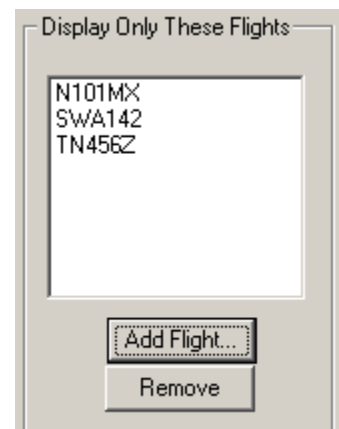 Display Only These Flights
N101MX
SWA142
TN456Z
Add Flight...
Remove